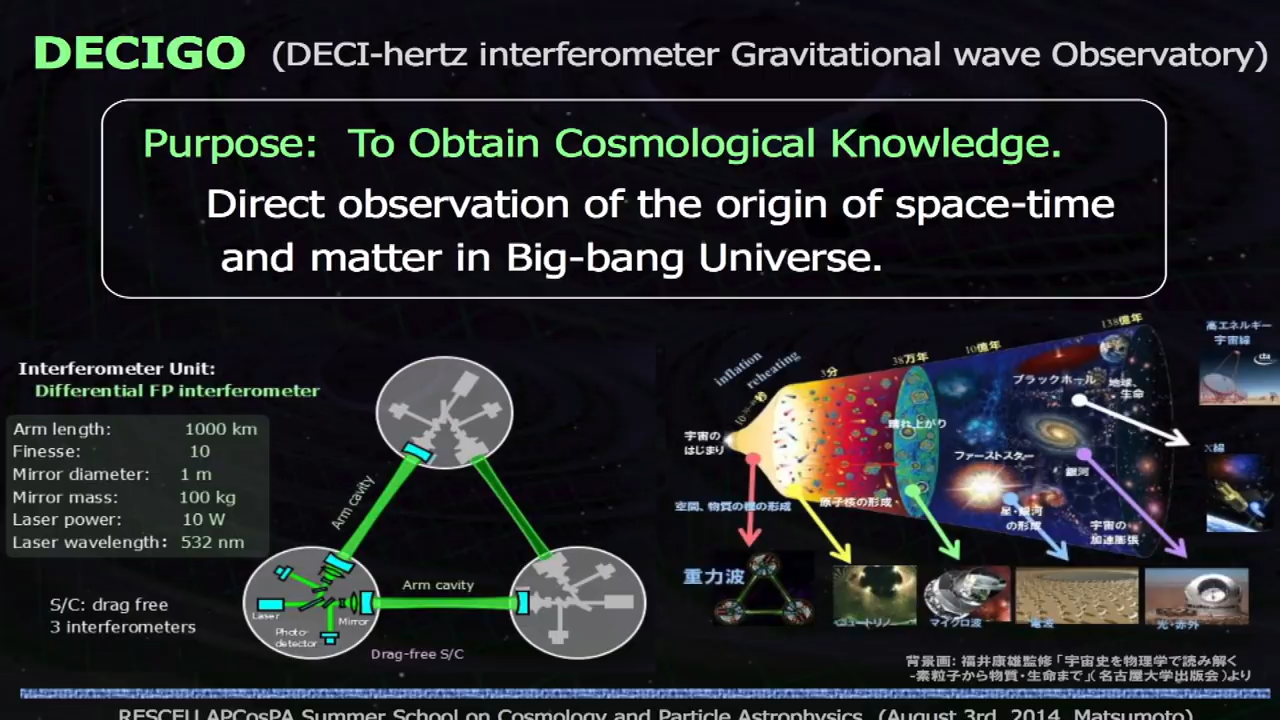 DECIGO (DECI-hertz interferometer Gravitational wave Observatory)
Purpose: To Obtain Cosmological Knowledge.
Direct observation of the origin of space-time
and matter in Big-bang Universe.
Interferometer Unit:
Differential FP interferometer
Arm length: 1000 km
Finesse: 10
Mirror diameter: 1 m
Mirror mass: 100 kg
Laser power: 10 W
Laser wavelength: 532 nm
S/C: drag free
3 interferometers
Arm cavity
Arm cavity
Laser
Mirror
Photo-
detector
Drag-free S/C
inflation
reheating
3分
38万年
10億年
138億年
宇宙の
はじまり
晴れ上がり
ブラックホール
地球、
生命
ファーストスター
銀河
空間、物質の種の形成
原子核の形成
星・銀河
の形成
宇宙の
加速膨張
高エネルギー
宇宙線
cta
X線
重力波
ニュートリノ
マイクロ波
電波
光・赤外
背景画: 福井康雄監修「宇宙史を物理学で読み解く
-素粒子から物質・生命まで」(名古屋大学出版会)より
RESCEU APCosPA Summer School on Cosmology and Particle Astrophysics (August 3rd, 2014, Matsumoto)